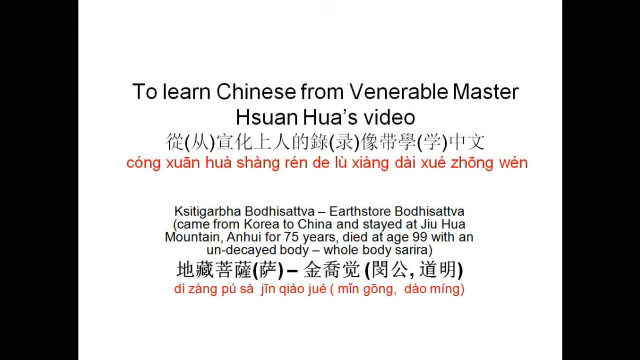 To learn Chinese from Venerable Master
Hsuan Hua's video
從(从)宣化上人的錄(录)像带學(学)中文
cóng xuān huà shàng rén de lù xiàng dài xué zhōng wén
Ksitigarbha Bodhisattva – Earthstore Bodhisattva
(came from Korea to China and stayed at Jiu Hua
Mountain, Anhui for 75 years, died at age 99 with an
un-decayed body – whole body sarira)
地藏菩薩(萨) – 金喬觉 (閔公, 道明)
dì zàng pú sà jīn qiáo jué ( mǐn gōng, dào míng)